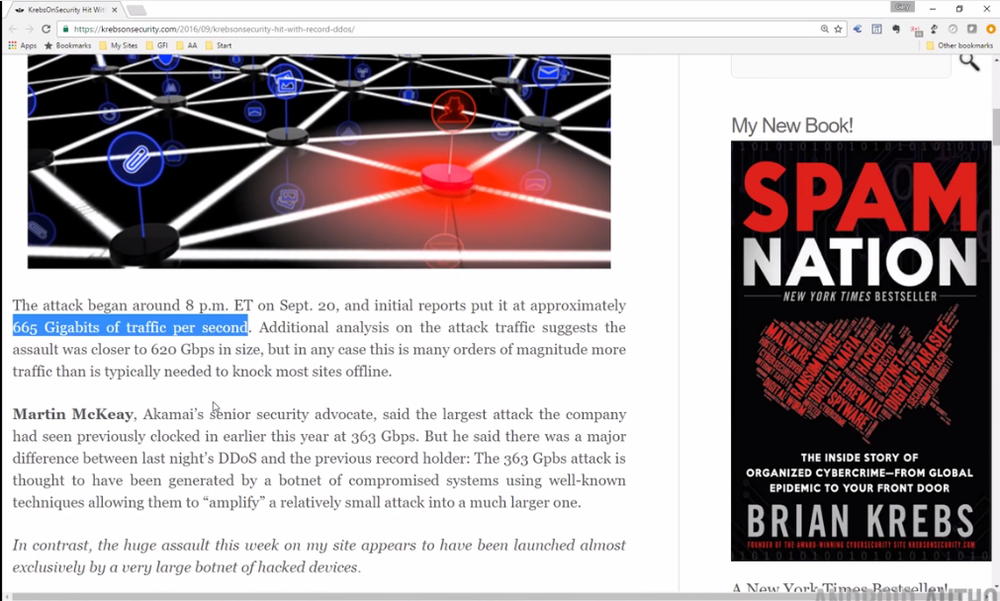 KrebsOnSecurity Hit Wit
https://krebsonsecurity.com/2016/09/krebsonsecurity-hit-with-record-ddos/
Apps Bookmarks My Sites GFI AA Start Other bookmarks
My New Book!
SPAM
NATION
NEW YORK TIMES BESTSELLER
The attack began around 8 p.m. ET on Sept. 20, and initial reports put it at approximately
665 Gigabits of traffic per second. Additional analysis on the attack traffic suggests the
assault was closer to 620 Gbps in size, but in any case this is many orders of magnitude more
traffic than is typically needed to knock most sites offline.
Martin McKeay, Akamai's senior security advocate, said the largest attack the company
had seen previously clocked in earlier this year at 363 Gbps. But he said there was a major
difference between last night's DDoS and the previous record holder: The 363 Gpbs attack is
thought to have been generated by a botnet of compromised systems using well-known
techniques allowing them to “amplify” a relatively small attack into a much larger one.
In contrast, the huge assault this week on my site appears to have been launched almost
exclusively by a very large botnet of hacked devices.
MALWARE
RANSOMWARE
MAFIA
HACKED
BOTNET
PARASITE
DIGITAL
SPYWARE
FIREWALL
THE INSIDE STORY OF
ORGANIZED CYBERCRIME—FROM GLOBAL
EPIDEMIC TO YOUR FRONT DOOR
BRIAN KREBS
FOUNDER OF THE AWARD-WINNING CYBERSECURITY SITE KREBSONSECURITY.COM
A New York Times Bestseller!